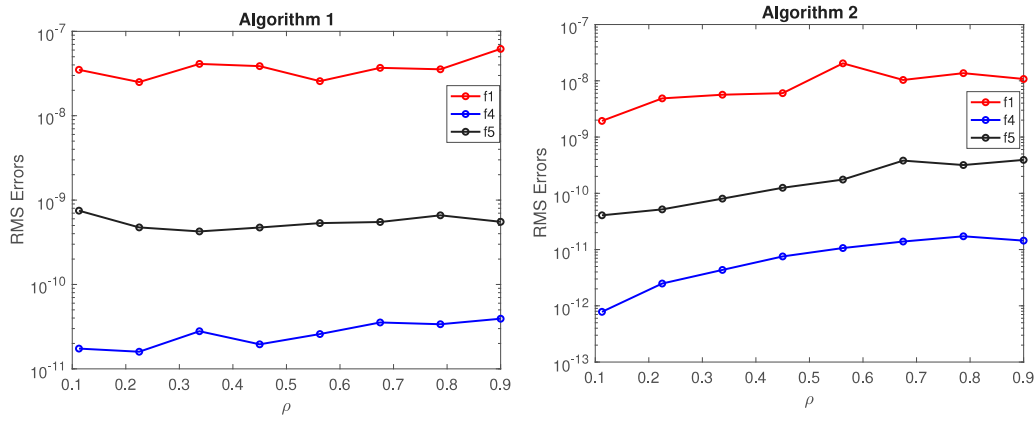 Algorithm 1
10^-7
10^-8
10^-9
10^-10
10^-11
RMS Errors
f1
f4
f5
0.1 0.2 0.3 0.4 0.5 0.6 0.7 0.8 0.9
ρ
Algorithm 2
10^-7
10^-8
10^-9
10^-10
10^-11
10^-12
10^-13
RMS Errors
f1
f4
f5
0.1 0.2 0.3 0.4 0.5 0.6 0.7 0.8 0.9
ρ